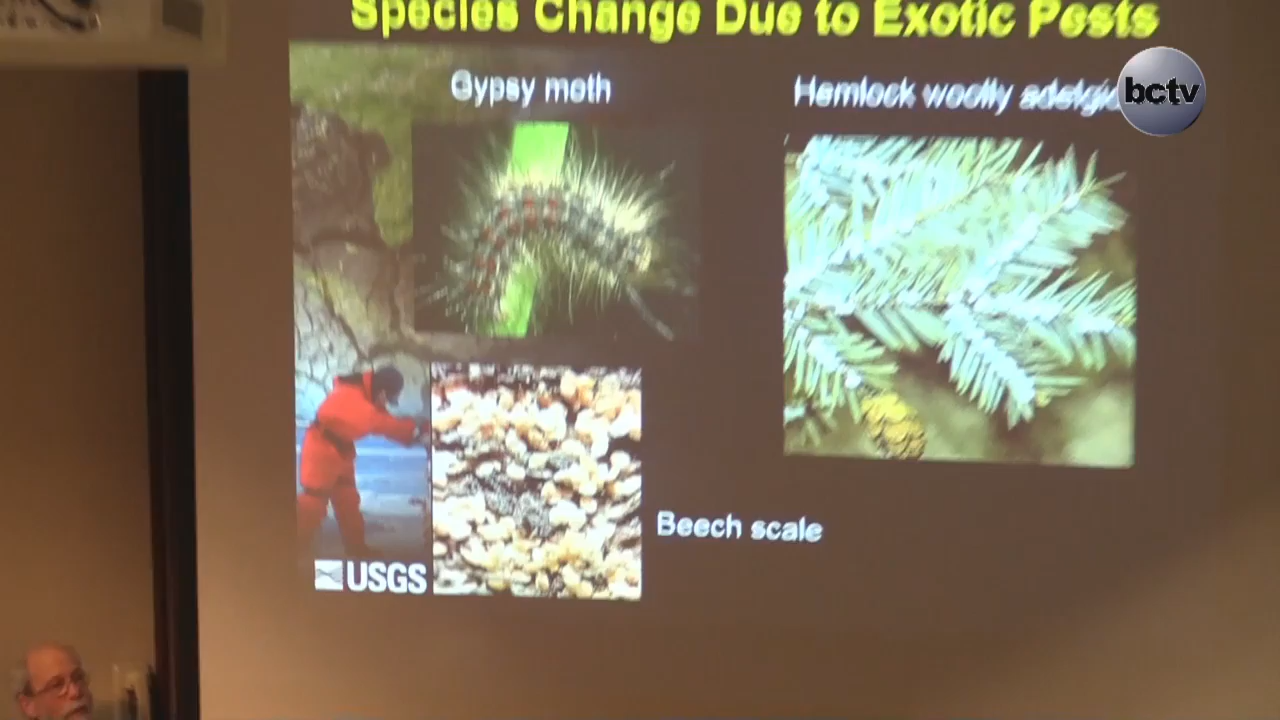 Species Change Due to Exotic Pests
bctv
Gypsy moth
Hemlock woolly adelgid
Beech scale
USGS